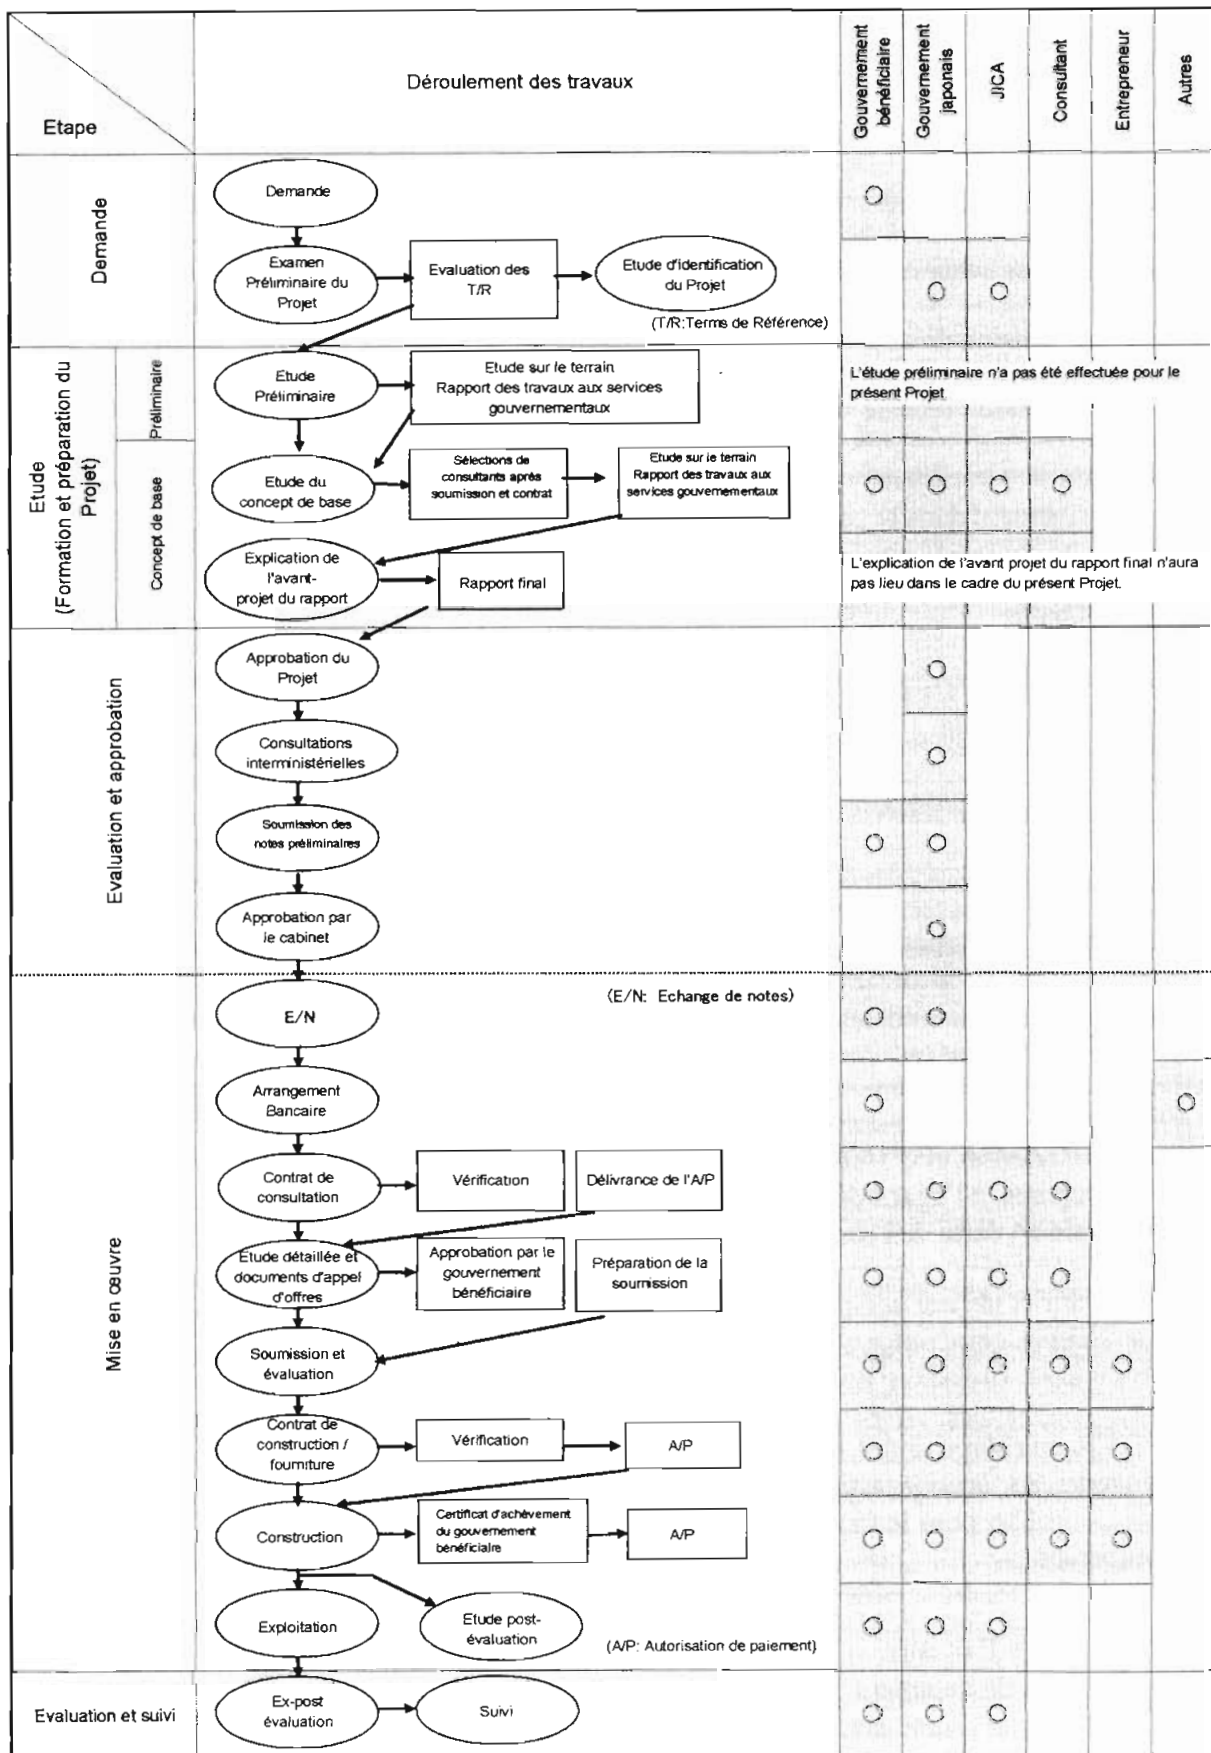 Etape
Déroulement des travaux
Gouvernement
bénéficiaire
Gouvernement
japonais
JICA
Consultant
Entrepreneur
Autres
Demande
Demande
Examen
Préliminaire du
Projet
Evaluation des
T/R
Etude d'identification
du Projet
(T/R:Terms de Référence)
Etude
(Formation et préparation du
Projet)
Préliminaire
Etude
Préliminaire
Etude sur le terrain
Rapport des travaux aux services
gouvernementaux
L'étude préliminaire n'a pas été effectuée pour le
présent Projet
Concept de base
Etude du
concept de base
Sélections de
consultants après
soumission et contrat
Etude sur le terrain
Rapport des travaux aux
services gouvernementaux
Explication de
l'avant-
projet du rapport
Rapport final
L'explication de l'avant projet du rapport final n'aura
pas lieu dans le cadre du présent Projet.
Evaluation et approbation
Approbation du
Projet
Consultations
interministérielles
Soumission des
notes préliminaires
Approbation par
le cabinet
Mise en œuvre
E/N
(E/N: Echange de notes)
Arrangement
Bancaire
Contrat de
consultation
Vérification
Délivrance de l'A/P
Etude détaillée et
documents d'appel
d'offres
Approbation par le
gouvernement
bénéficiaire
Préparation de la
soumission
Soumission et
évaluation
Contrat de
construction /
fourniture
Vérification
A/P
Construction
Certificat d'achèvement
du gouvernement
bénéficiaire
A/P
Exploitation
Etude post-
évaluation
(A/P: Autorisation de paiement)
Evaluation et suivi
Ex-post
évaluation
Suivi